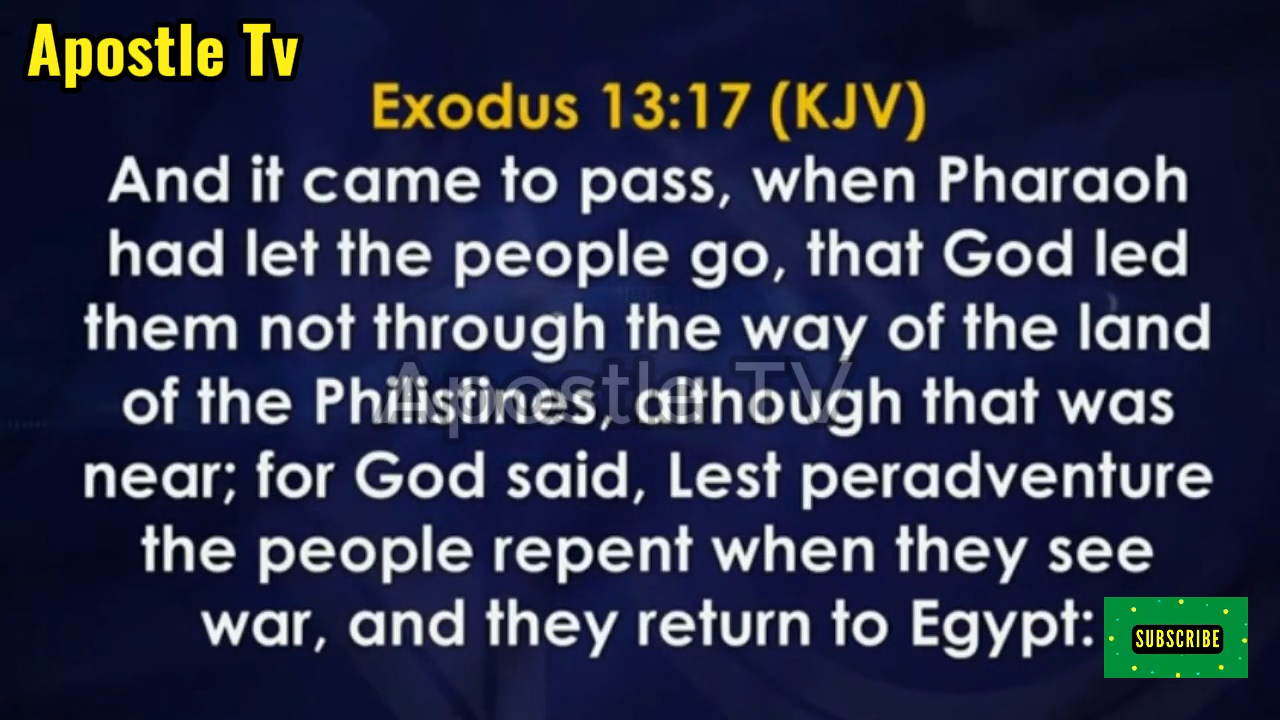 Apostle Tv
Exodus 13:17 (KJV)
And it came to pass, when Pharaoh
had let the people go, that God led
them not through the way of the land
of the Philistines, although that was
Apostle TV
near; for God said, Lest peradventure
the people repent when they see
war, and they return to Egypt:
SUBSCRIBE